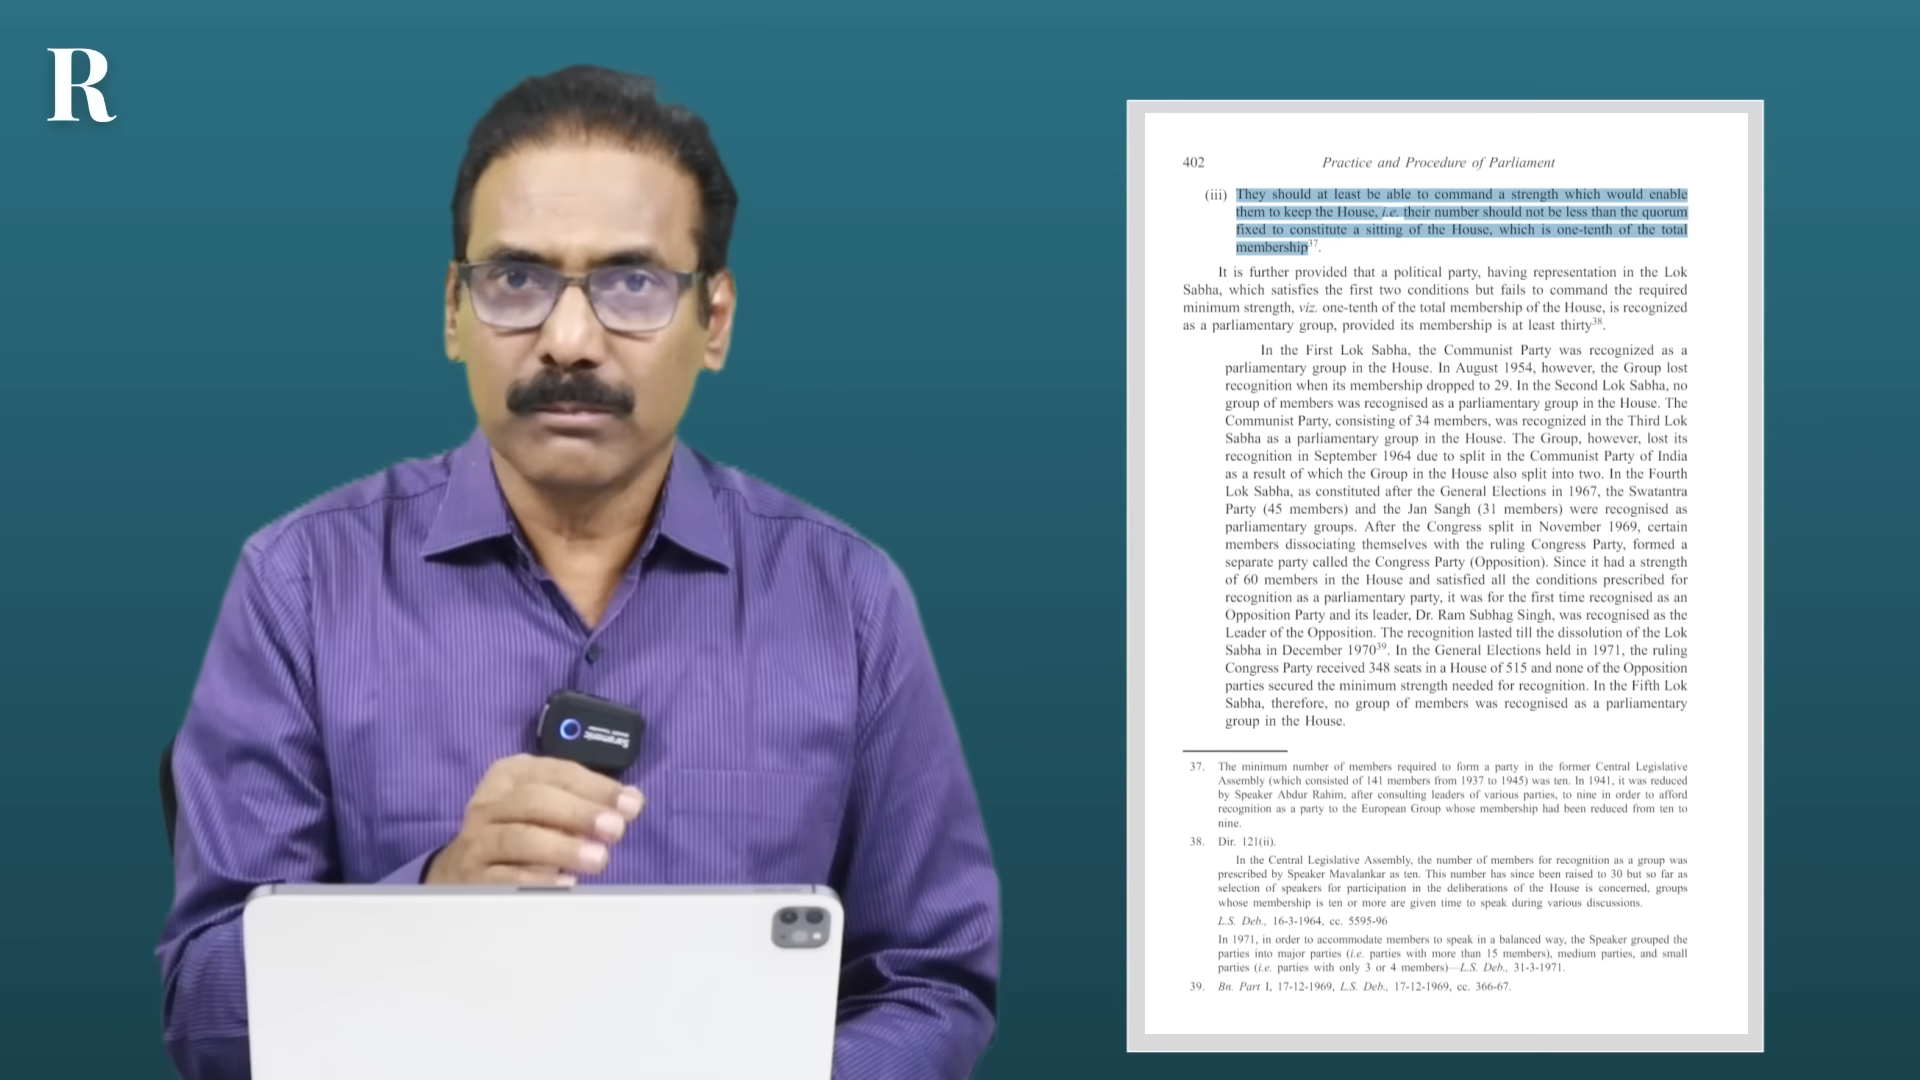 R
402 Practice and Procedure of Parliament
(iii) They should at least be able to command a strength which would enable
them to keep the House, i.e. their number should not be less than the quorum
fixed to constitute a sitting of the House, which is one-tenth of the total
membership37.
It is further provided that a political party, having representation in the Lok
Sabha, which satisfies the first two conditions but fails to command the required
minimum strength, viz. one-tenth of the total membership of the House, is recognized
as a parliamentary group, provided its membership is at least thirty38.
In the First Lok Sabha, the Communist Party was recognized as a
parliamentary group in the House. In August 1954, however, the Group lost
recognition when its membership dropped to 29. In the Second Lok Sabha, no
group of members was recognised as a parliamentary group in the House. The
Communist Party, consisting of 34 members, was recognized in the Third Lok
Sabha as a parliamentary group in the House. The Group, however, lost its
recognition in September 1964 due to split in the Communist Party of India
as a result of which the Group in the House also split into two. In the Fourth
Lok Sabha, as constituted after the General Elections in 1967, the Swatantra
Party (45 members) and the Jan Sangh (31 members) were recognised as
parliamentary groups. After the Congress split in November 1969, certain
members dissociating themselves with the ruling Congress Party, formed a
separate party called the Congress Party (Opposition). Since it had a strength
of 60 members in the House and satisfied all the conditions prescribed for
recognition as a parliamentary party, it was for the first time recognised as an
Opposition Party and its leader, Dr. Ram Subhag Singh, was recognised as the
Leader of the Opposition. The recognition lasted till the dissolution of the Lok
Sabha in December 197039. In the General Elections held in 1971, the ruling
Congress Party received 348 seats in a House of 515 and none of the Opposition
parties secured the minimum strength needed for recognition. In the Fifth Lok
Sabha, therefore, no group of members was recognised as a parliamentary
group in the House.
37. The minimum number of members required to form a party in the former Central Legislative
Assembly (which consisted of 141 members from 1937 to 1945) was ten. In 1941, it was reduced
by Speaker Abdur Rahim, after consulting leaders of various parties, to nine in order to afford
recognition as a party to the European Group whose membership had been reduced from ten to
nine.
38. Dir. 121(ii).
In the Central Legislative Assembly, the number of members for recognition as a group was
prescribed by Speaker Mavalankar as ten. This number has since been raised to 30 but so far as
selection of speakers for participation in the deliberations of the House is concerned, groups
whose membership is ten or more are given time to speak during various discussions.
L.S. Deb., 16-3-1964, cc. 5595-96
In 1971, in order to accommodate members to speak in a balanced way, the Speaker grouped the
parties into major parties (i.e. parties with more than 15 members), medium parties, and small
parties (i.e. parties with only 3 or 4 members)—L.S. Deb., 31-3-1971.
39. Bn. Part I, 17-12-1969, L.S. Deb., 17-12-1969, cc. 366-67.
Saramonic